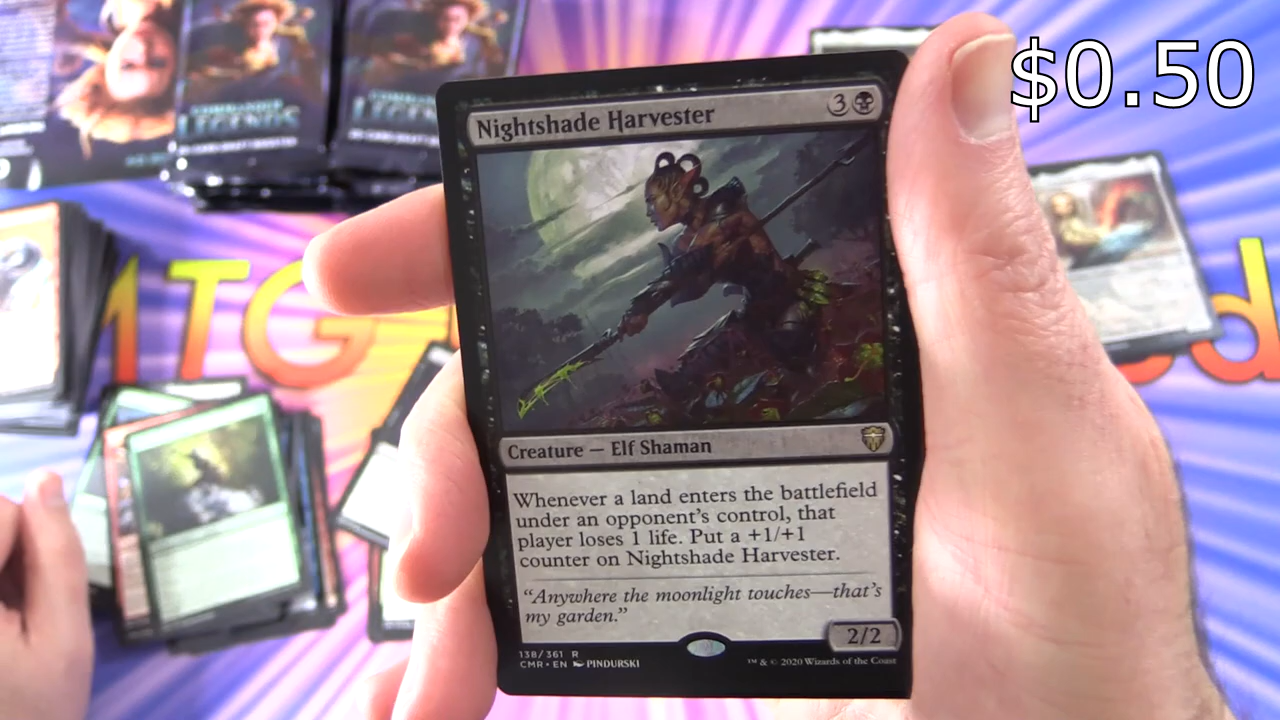 $0.50
COMMANDER
LEGENDS
LEGENDS
MTG
d
Nightshade Harvester
3
Creature — Elf Shaman
Whenever a land enters the battlefield
under an opponent's control, that
player loses 1 life. Put a +1/+1
counter on Nightshade Harvester.
“Anywhere the moonlight touches—that's
my garden.”
2/2
138/361 R
CMR • EN PINDURSKI
™ & © 2020 Wizards of the Coast